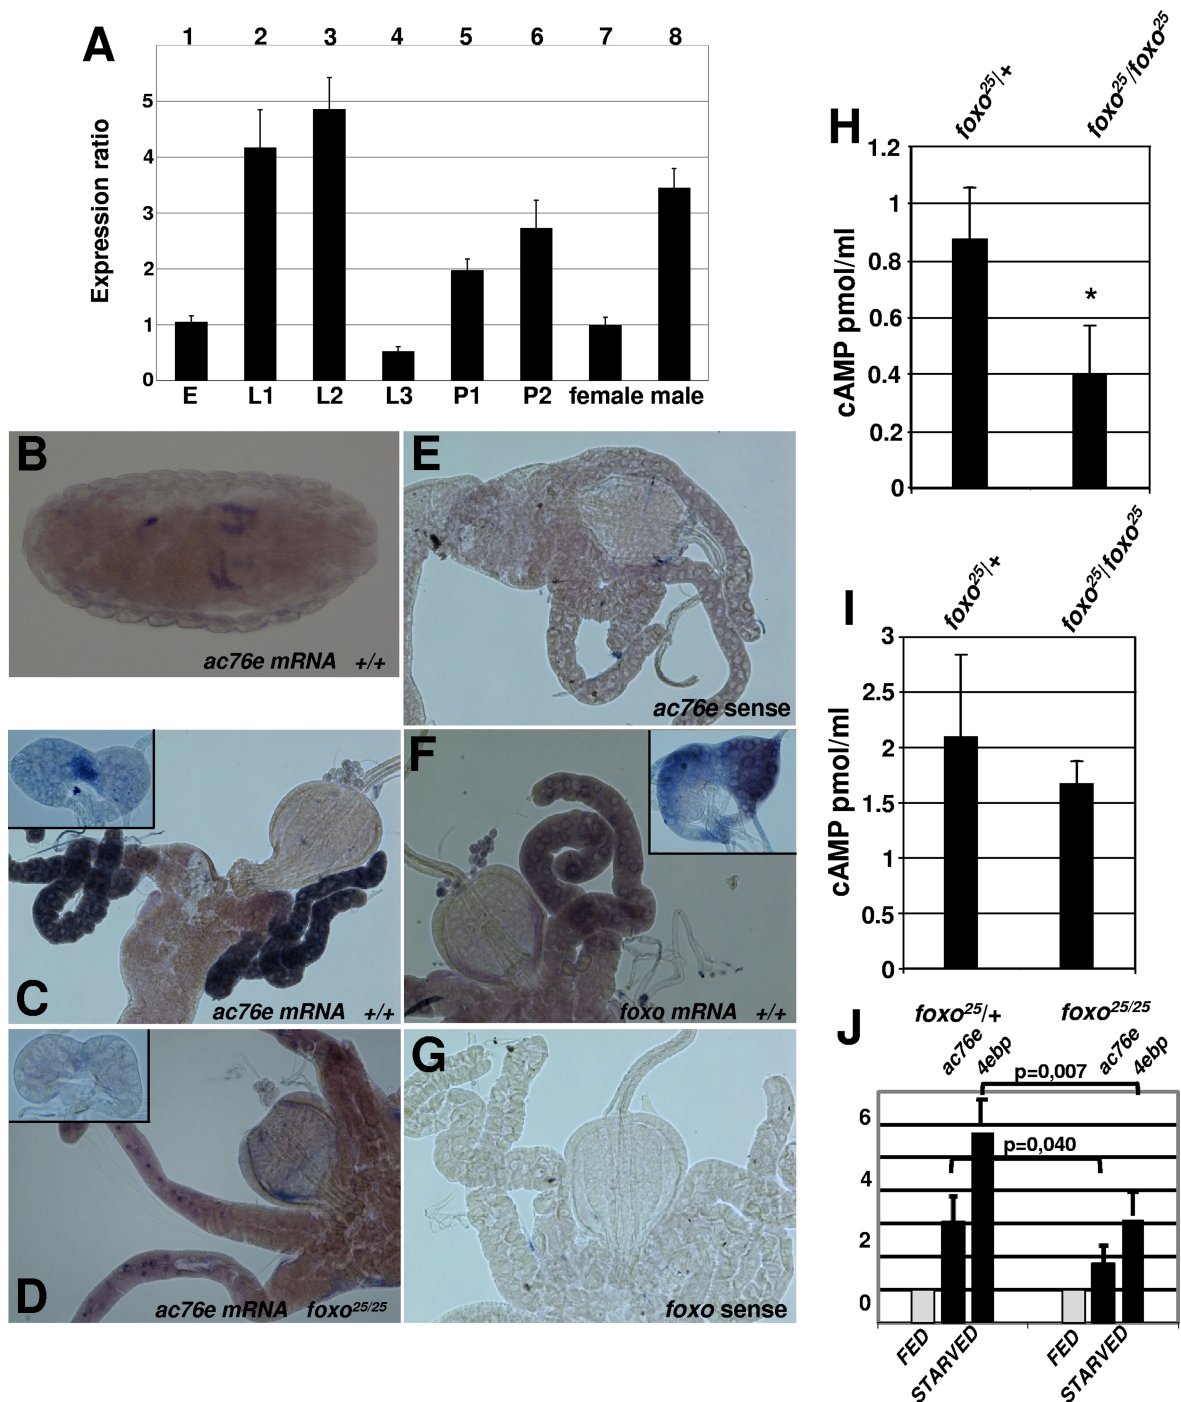 A
1 2 3 4 5 6 7 8
Expression ratio
5
4
3
2
1
0
E L1 L2 L3 P1 P2 female male
B
ac76e mRNA +/+
C
ac76e mRNA +/+
D
ac76e mRNA foxo25/25
E
ac76e sense
F
foxo mRNA +/+
G
foxo sense
H
foxo25/+ foxo25/foxo25
cAMP pmol/ml
1.2
1
0.8
0.6
0.4
0.2
0
*
I
foxo25/+ foxo25/foxo25
cAMP pmol/ml
3
2.5
2
1.5
1
0.5
0
J
foxo25/+ foxo25/25
ac76e 4ebp ac76e 4ebp
p=0,007
p=0,040
6
4
2
0
FED STARVED FED STARVED